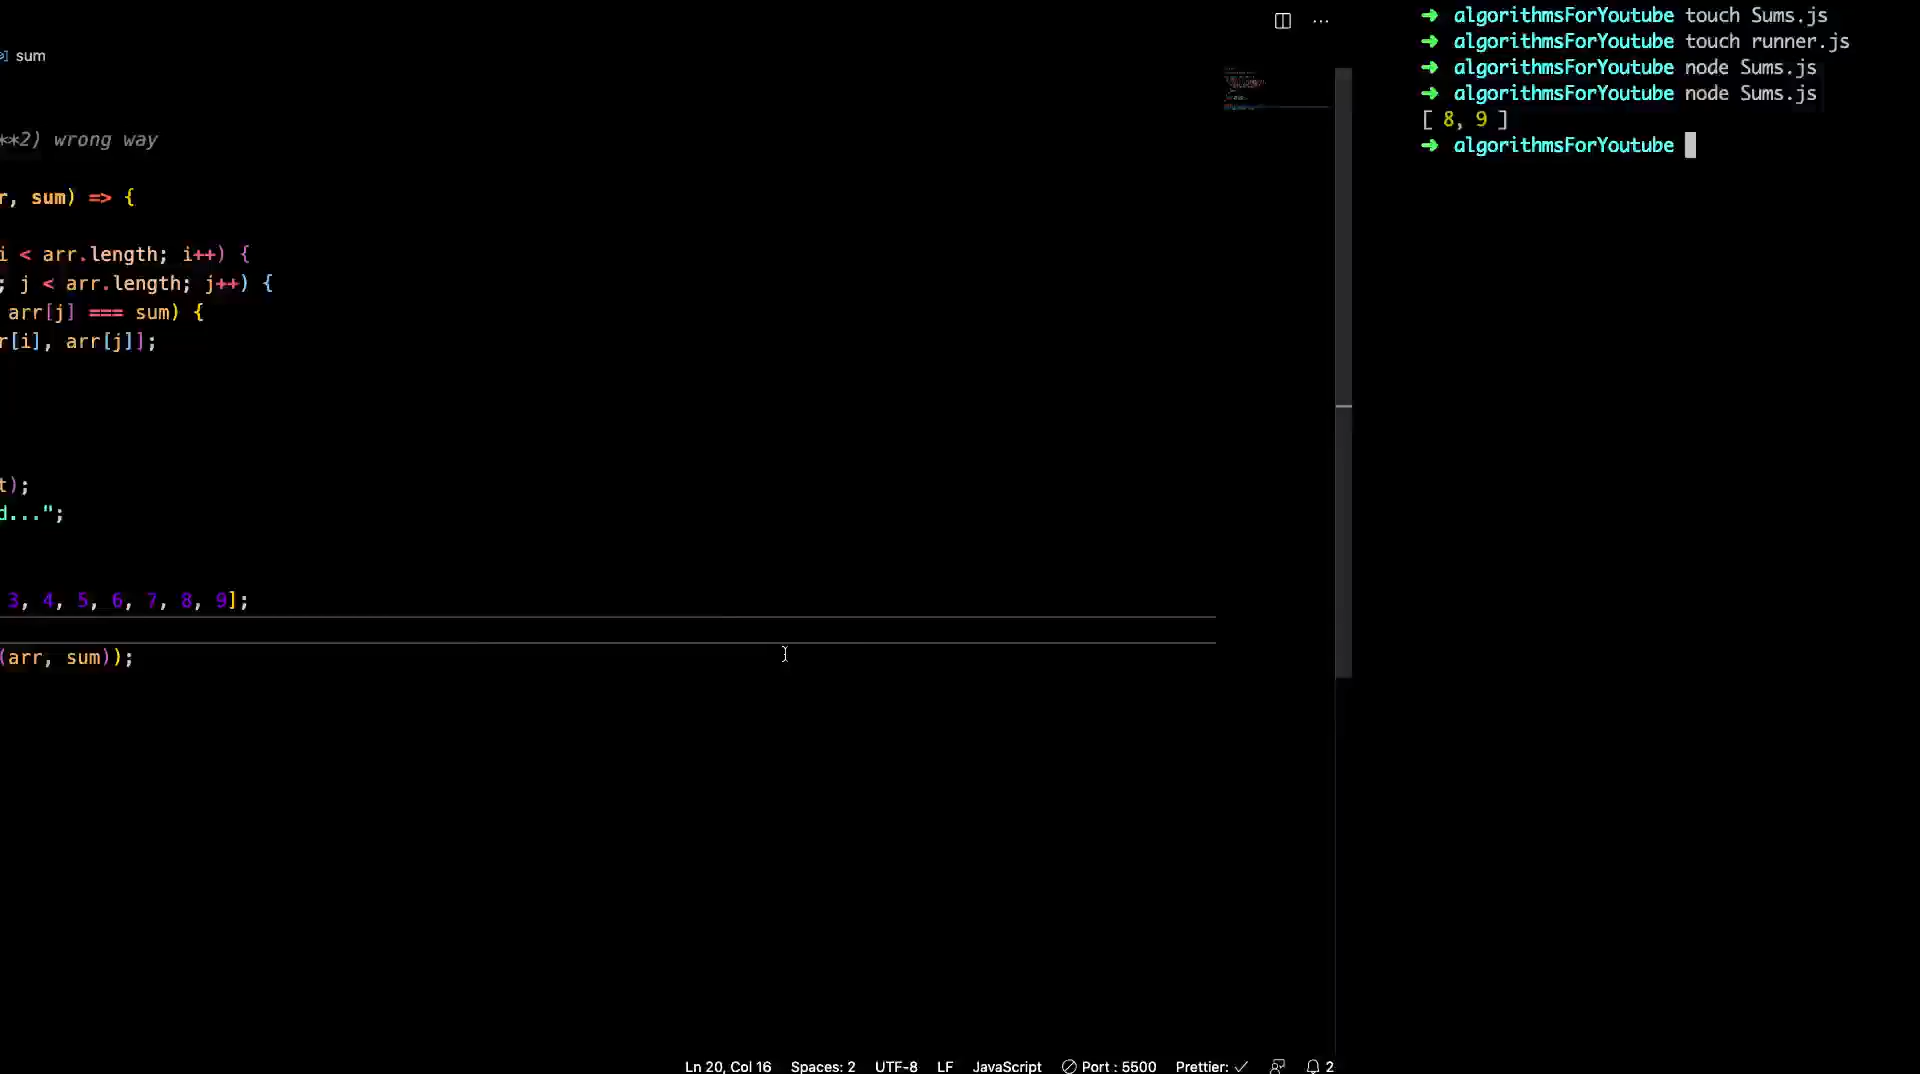 sum
**2) wrong way
r, sum) => {
i < arr.length; i++) {
; j < arr.length; j++) {
arr[j] === sum) {
r[i], arr[j]];
t);
d...";
3, 4, 5, 6, 7, 8, 9];
(arr, sum));
Ln 20, Col 16 Spaces: 2 UTF-8 LF JavaScript Port : 5500 Prettier: ✓ 2
➜ algorithmsForYoutube touch Sums.js
➜ algorithmsForYoutube touch runner.js
➜ algorithmsForYoutube node Sums.js
➜ algorithmsForYoutube node Sums.js
[ 8, 9 ]
➜ algorithmsForYoutube